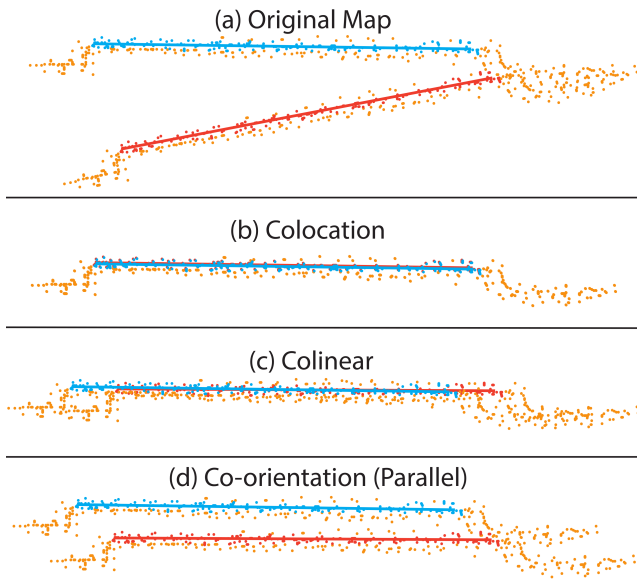 (a) Original Map
(b) Colocation
(c) Colinear
(d) Co-orientation (Parallel)